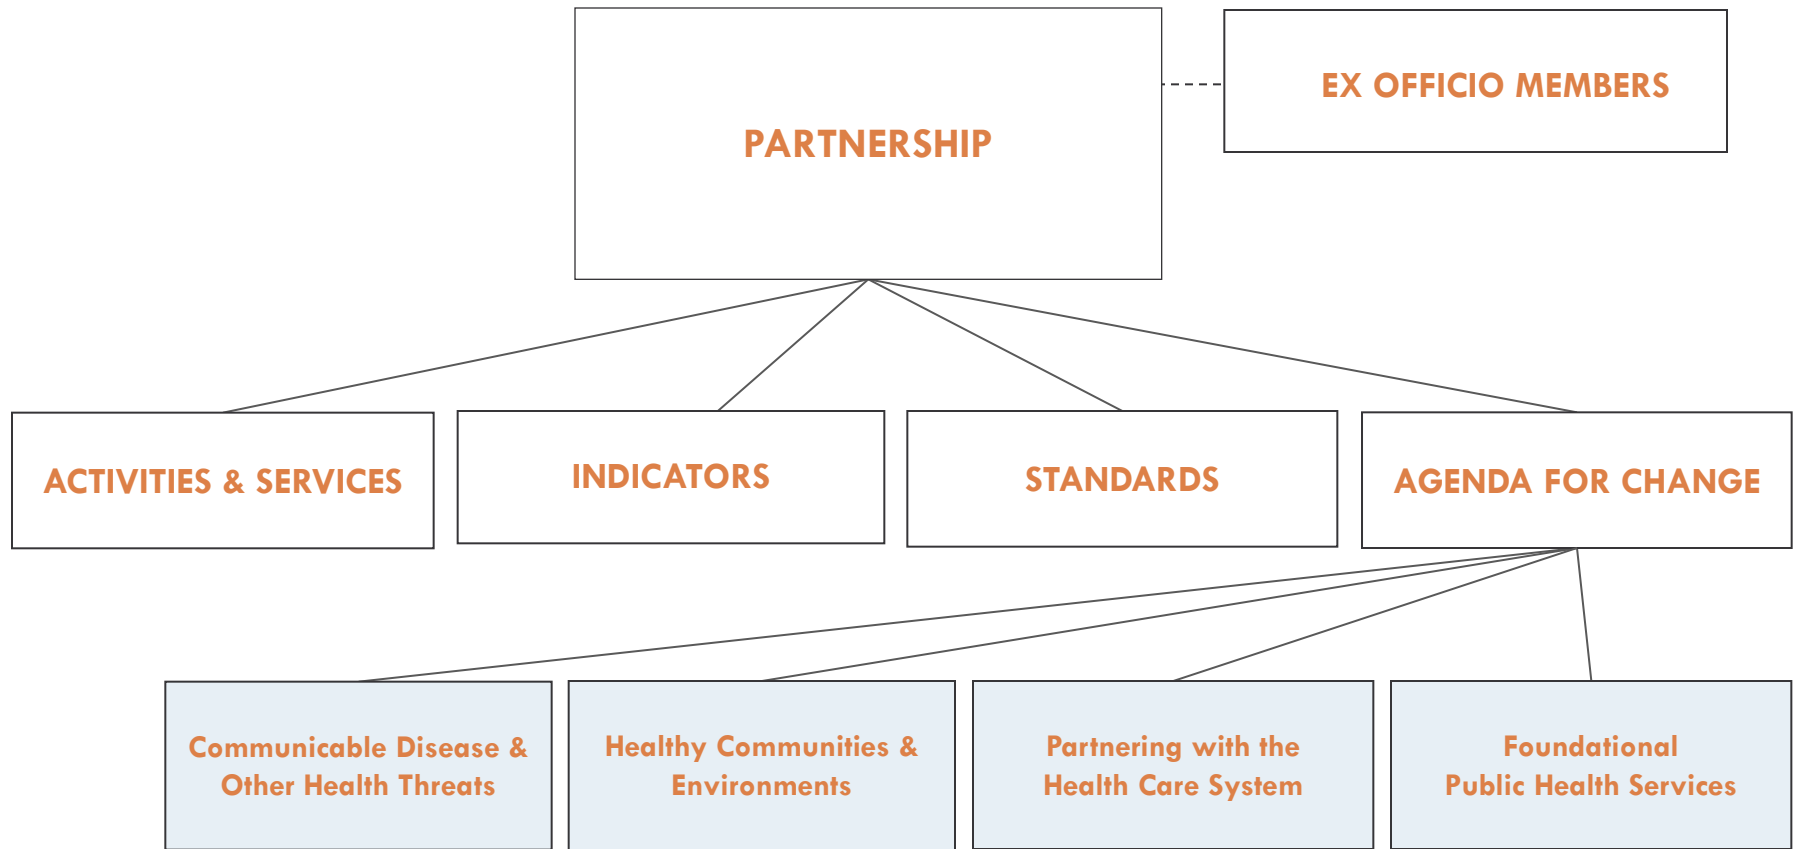 PARTNERSHIP
EX OFFICIO MEMBERS
ACTIVITIES & SERVICES
INDICATORS
STANDARDS
AGENDA FOR CHANGE
Communicable Disease &
Other Health Threats
Healthy Communities &
Environments
Partnering with the
Health Care System
Foundational
Public Health Services